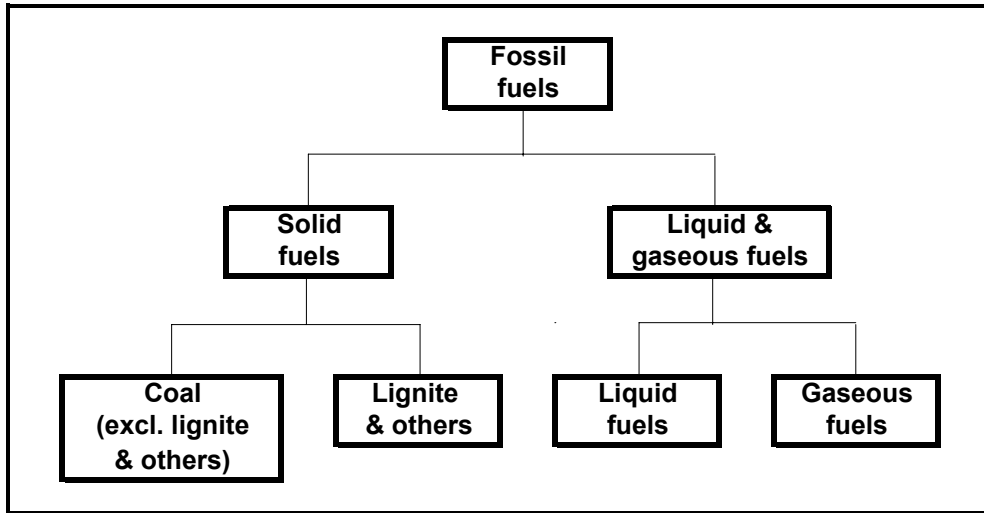 Fossil
fuels
Solid
fuels
Liquid &
gaseous fuels
Coal
(excl. lignite
& others)
Lignite
& others
Liquid
fuels
Gaseous
fuels